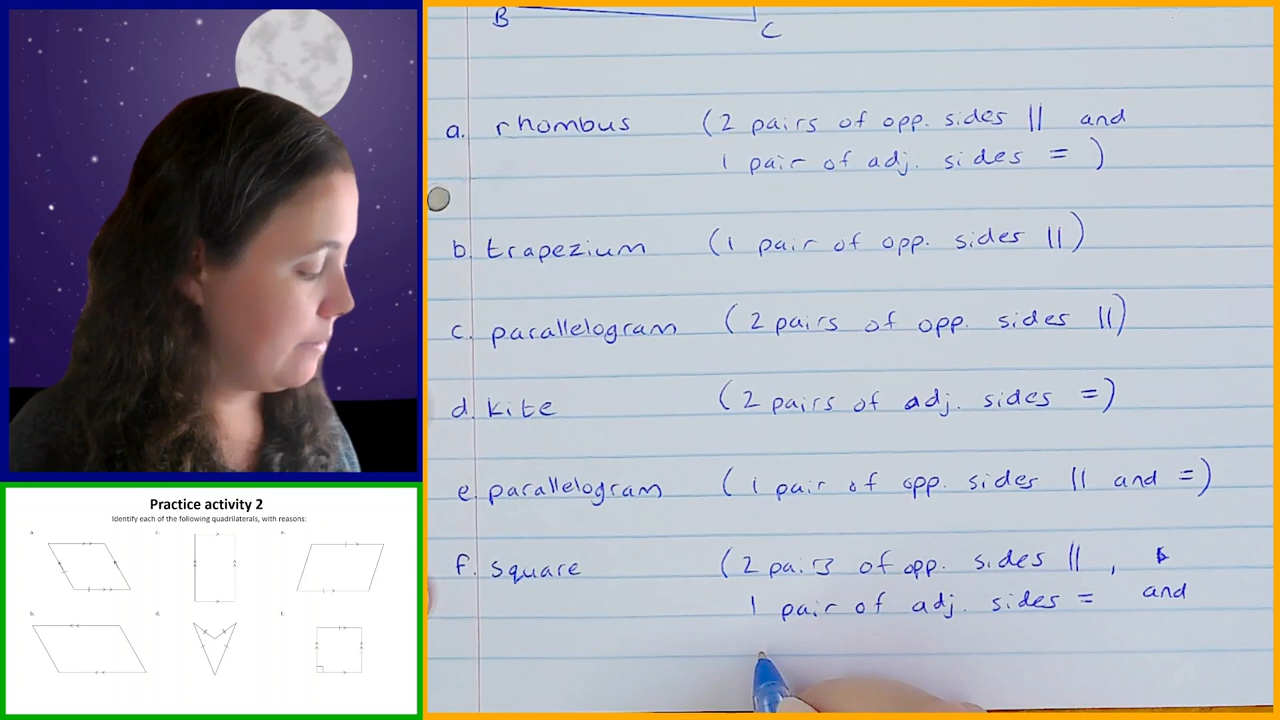 B
C
a. rhombus (2 pairs of opp. sides || and
1 pair of adj. sides = )
b. trapezium (1 pair of opp. sides ||)
c. parallelogram (2 pairs of opp. sides ||)
d. kite (2 pairs of adj. sides =)
e. parallelogram (1 pair of opp. sides || and =)
f. square (2 pairs of opp. sides || ,
1 pair of adj. sides = and
Practice activity 2
Identify each of the following quadrilaterals, with reasons:
a.
c.
e.
b.
d.
f.